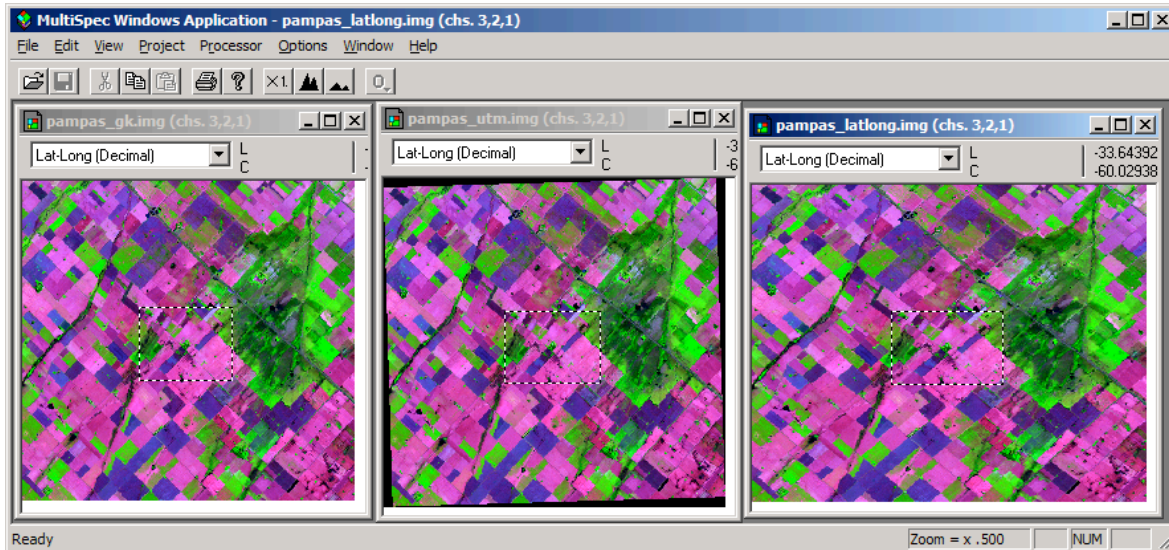 MultiSpec Windows Application - pampas_latlong.img (chs. 3,2,1)
File Edit View Project Processor Options Window Help
×1.
pampas_gk.img (chs. 3,2,1)
Lat-Long (Decimal) L -
C -
pampas_utm.img (chs. 3,2,1)
Lat-Long (Decimal) L -3
C -6
pampas_latlong.img (chs. 3,2,1)
Lat-Long (Decimal) L -33.64392
C -60.02938
Ready Zoom = x .500 NUM